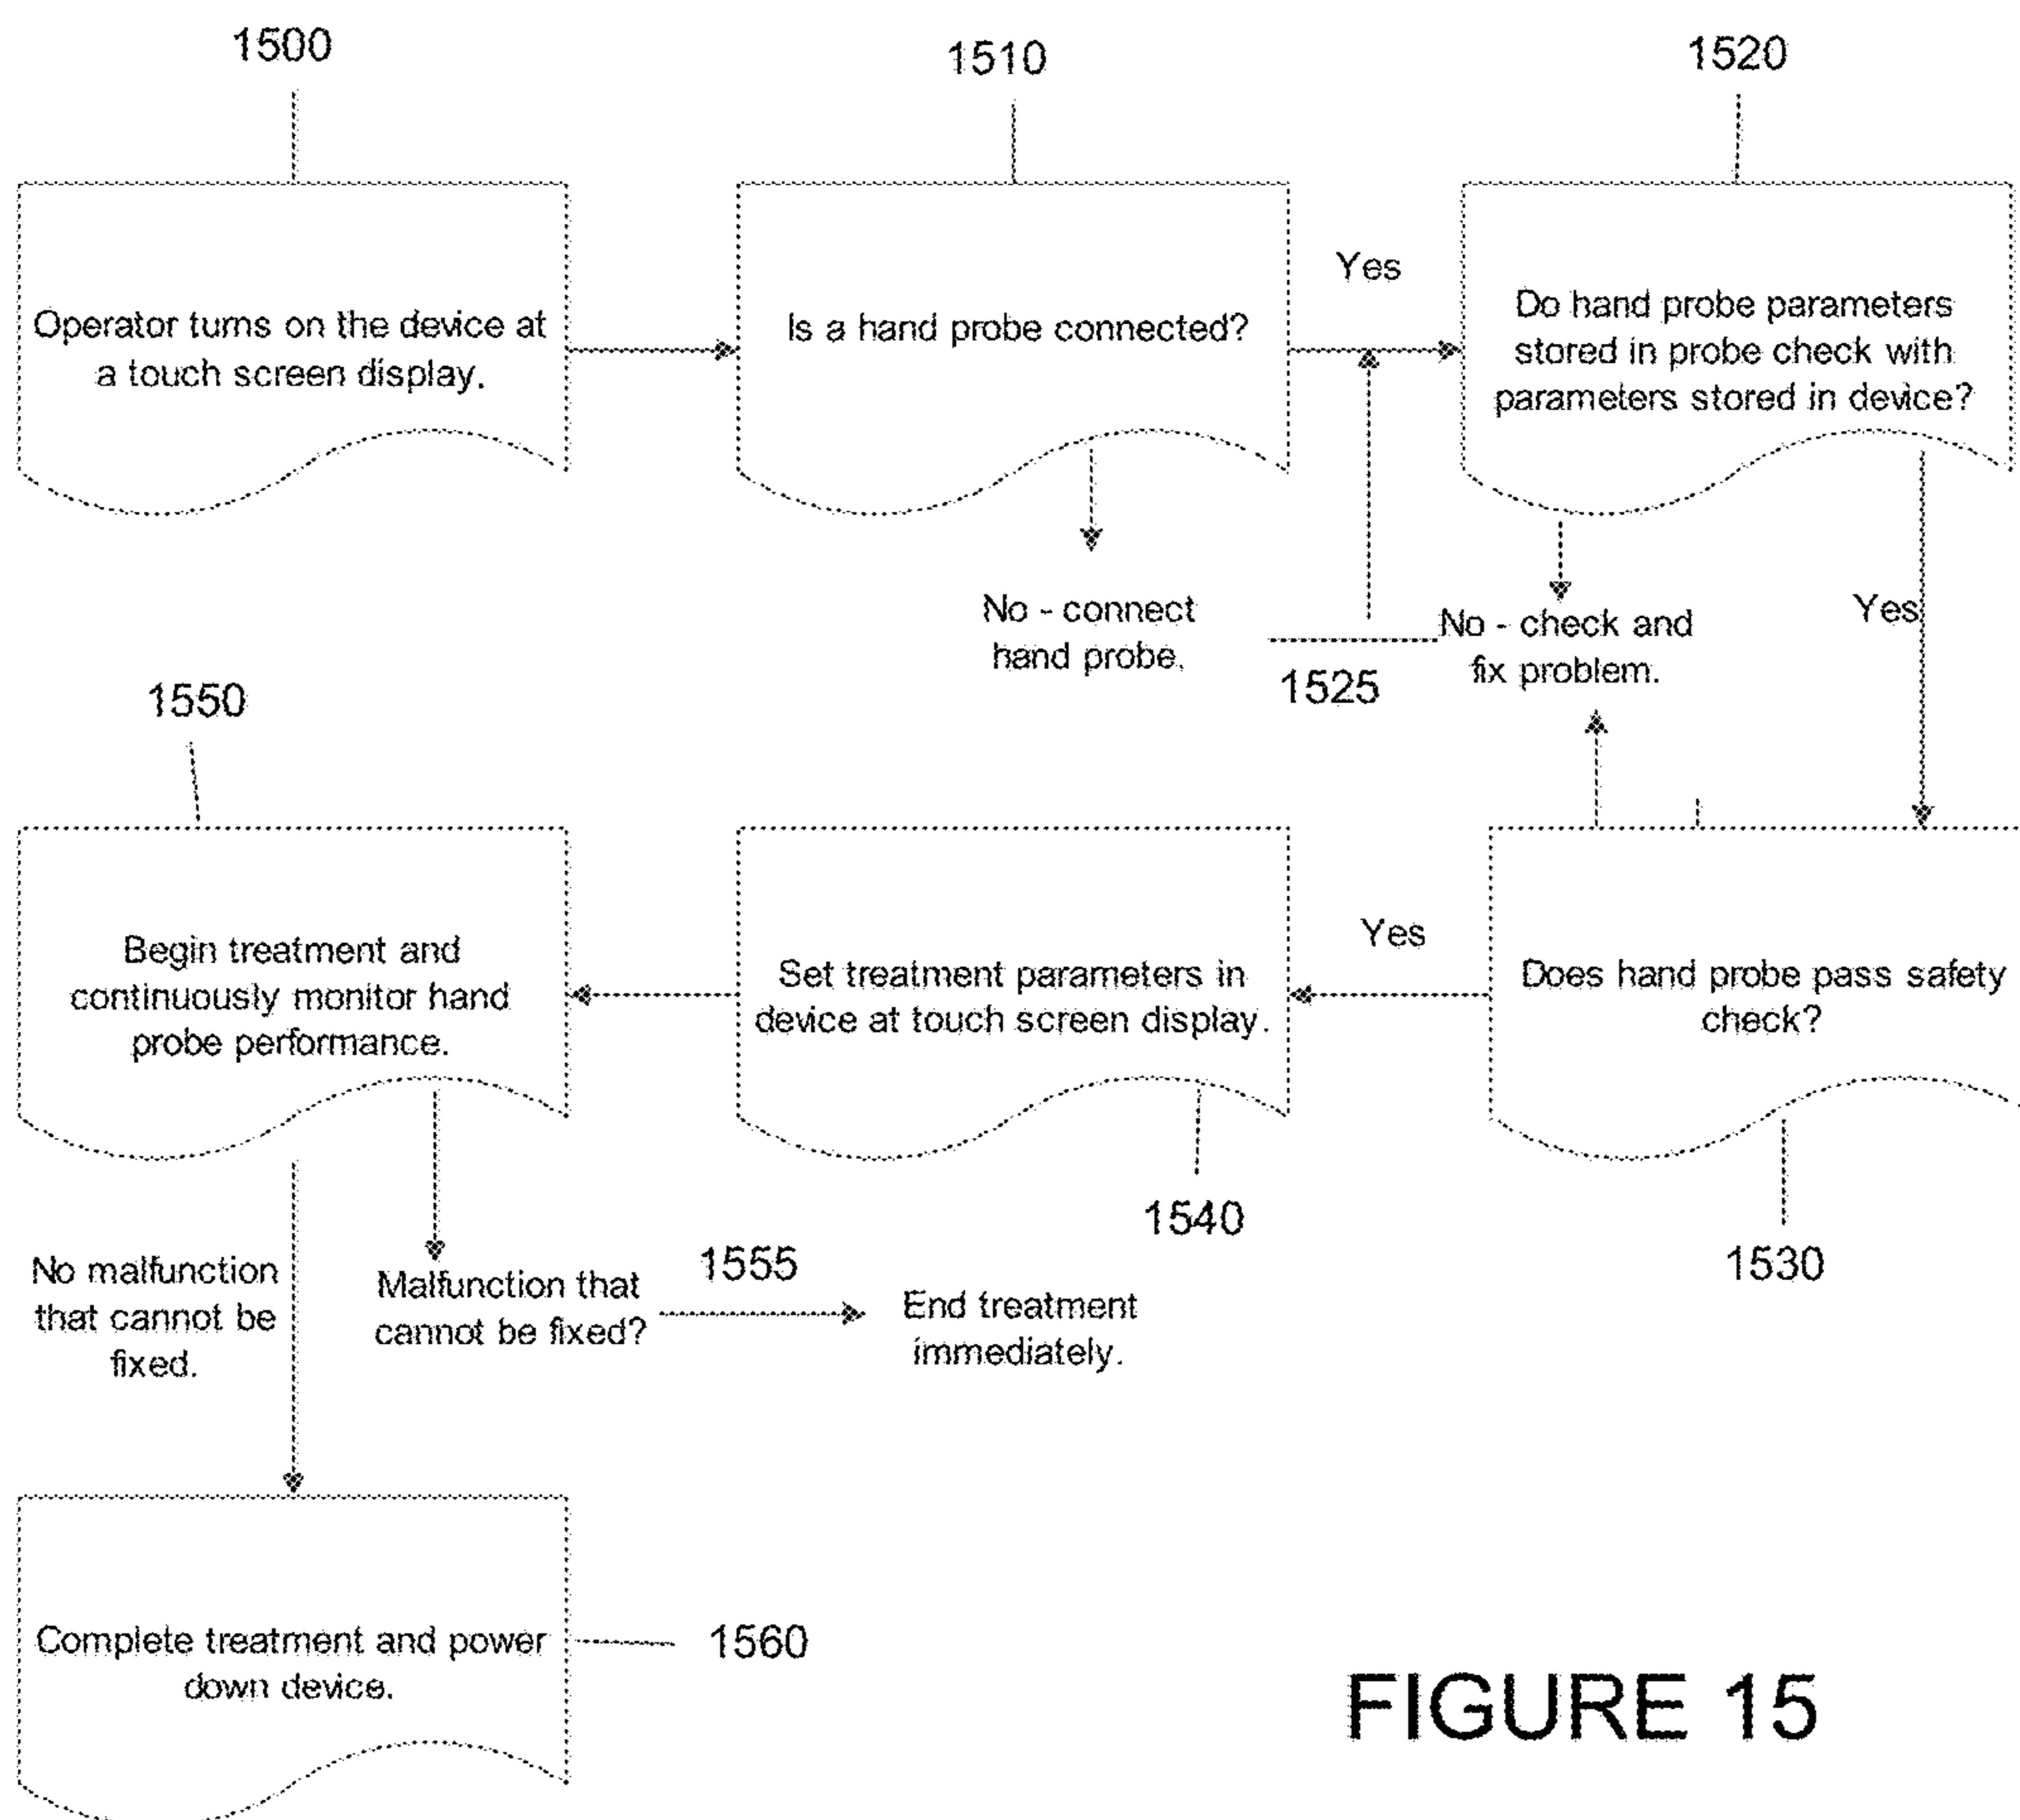 1500
1510
1520
Operator turns on the device at
a touch screen display.
Is a hand probe connected?
Yes
Do hand probe parameters
stored in probe check with
parameters stored in device?
No - connect
hand probe.
1525
No - check and
fix problem.
Yes
1550
Begin treatment and
continuously monitor hand
probe performance.
Set treatment parameters in
device at touch screen display.
Yes
Does hand probe pass safety
check?
1540
1530
No malfunction
that cannot be
fixed.
Malfunction that
cannot be fixed?
1555
End treatment
immediately.
Complete treatment and power
down device.
1560
FIGURE 15